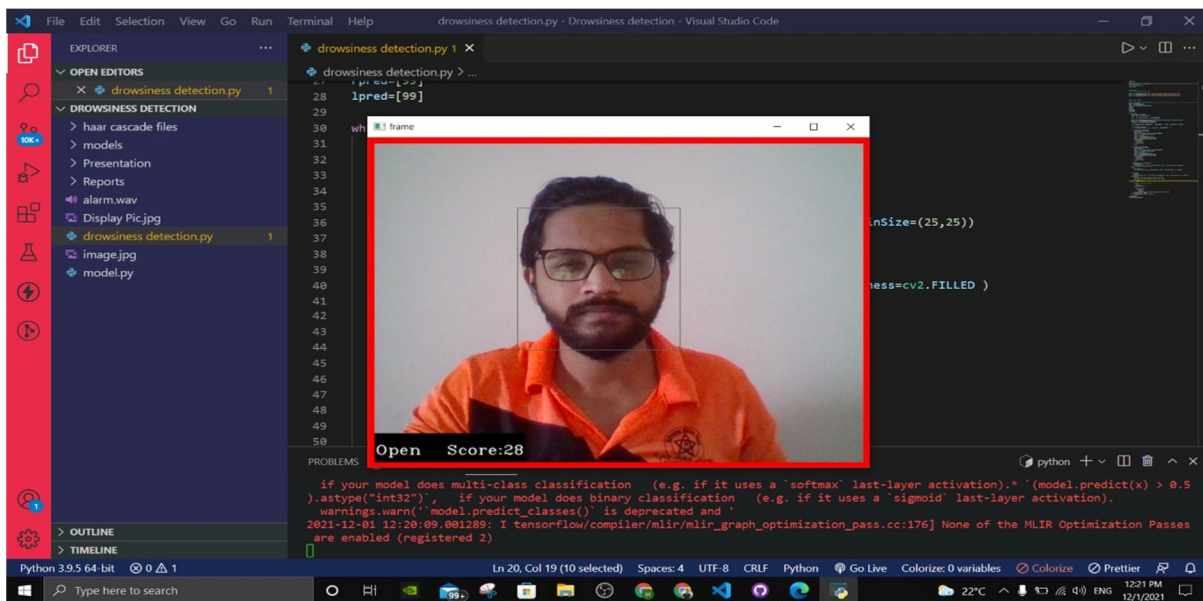 File Edit Selection View Go Run Terminal Help drowsiness detection.py - Drowsiness detection - Visual Studio Code
EXPLORER
drowsiness detection.py 1
OPEN EDITORS
drowsiness detection.py 1
DROWSINESS DETECTION
haar cascade files
models
Presentation
Reports
alarm.wav
Display Pic.jpg
drowsiness detection.py 1
image.jpg
model.py
OUTLINE
TIMELINE
10K+
1
drowsiness detection.py > ...
27 rpred=[99]
28 lpred=[99]
29
30 wh
31
32
33
34
35
36 inSize=(25,25))
37
38
39
40 ness=cv2.FILLED )
41
42
43
44
45
46
47
48
49
50
frame
Open Score:28
PROBLEMS
python
if your model does multi-class classification (e.g. if it uses a `softmax` last-layer activation).* `(model.predict(x) > 0.5
).astype("int32")`, if your model does binary classification (e.g. if it uses a `sigmoid` last-layer activation).
warnings.warn('`model.predict_classes()` is deprecated and '
2021-12-01 12:20:09.001289: I tensorflow/compiler/mlir/mlir_graph_optimization_pass.cc:176] None of the MLIR Optimization Passes
are enabled (registered 2)
Python 3.9.5 64-bit 0 1 Ln 20, Col 19 (10 selected) Spaces: 4 UTF-8 CRLF Python Go Live Colorize: 0 variables Colorize Prettier
Type here to search 99+ 22°C ENG 12:21 PM
12/1/2021